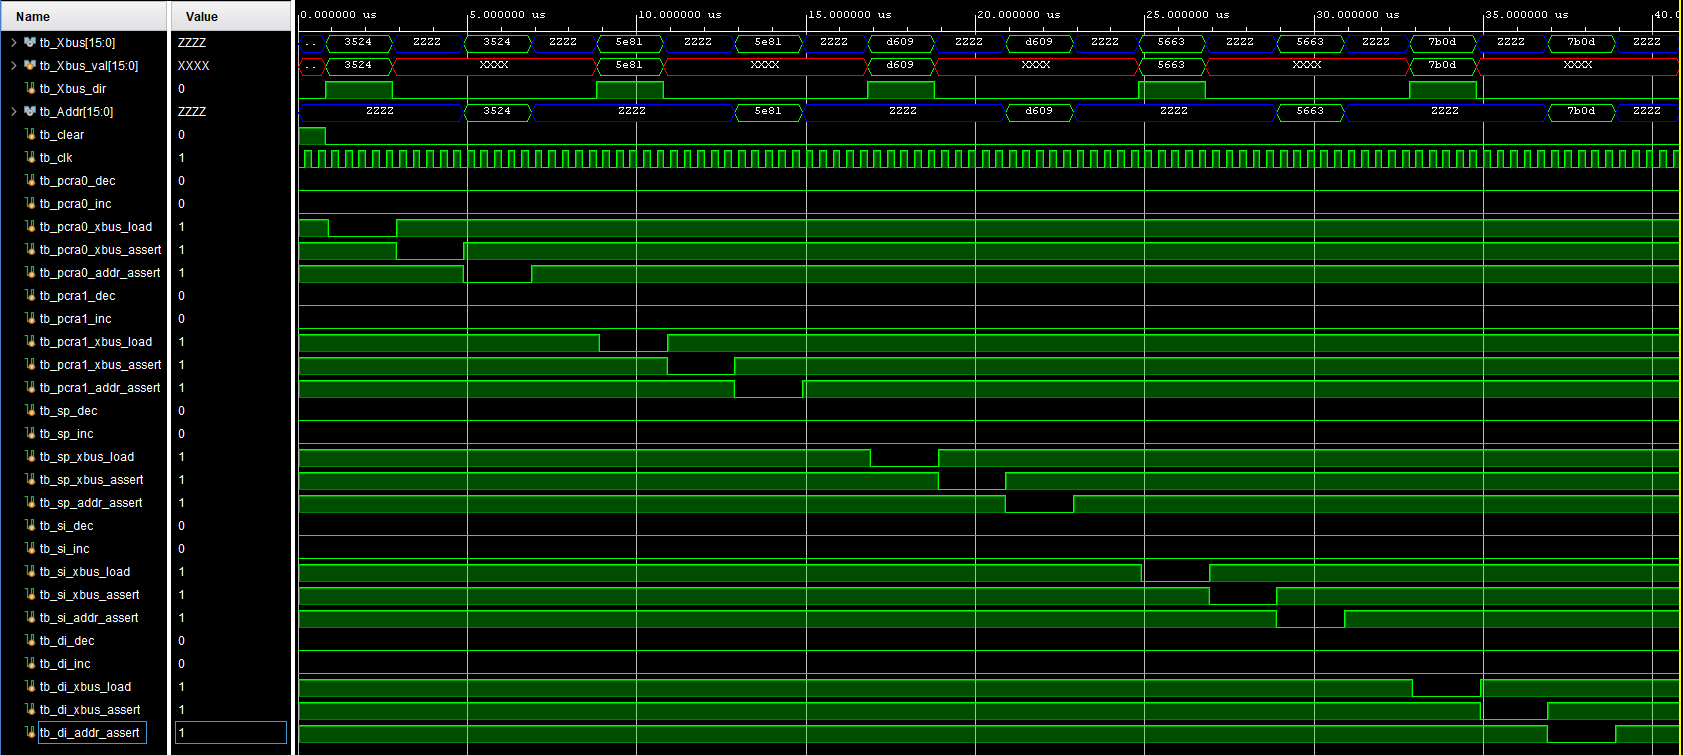 Name Value 0.000000 us 5.000000 us 10.000000 us 15.000000 us 20.000000 us 25.000000 us 30.000000 us 35.000000 us 40.0
tb_Xbus[15:0] ZZZZ .. 3524 ZZZZ 3524 ZZZZ 5e81 ZZZZ 5e81 ZZZZ d609 ZZZZ d609 ZZZZ 5663 ZZZZ 5663 ZZZZ 7b0d ZZZZ 7b0d ZZZZ
tb_Xbus_val[15:0] XXXX .. 3524 XXXX 5e81 XXXX d609 XXXX 5663 XXXX 7b0d XXXX
tb_Xbus_dir 0
tb_Addr[15:0] ZZZZ ZZZZ 3524 ZZZZ 5e81 ZZZZ d609 ZZZZ 5663 ZZZZ 7b0d ZZZZ
tb_clear 0
tb_clk 1
tb_pcra0_dec 0
tb_pcra0_inc 0
tb_pcra0_xbus_load 1
tb_pcra0_xbus_assert 1
tb_pcra0_addr_assert 1
tb_pcra1_dec 0
tb_pcra1_inc 0
tb_pcra1_xbus_load 1
tb_pcra1_xbus_assert 1
tb_pcra1_addr_assert 1
tb_sp_dec 0
tb_sp_inc 0
tb_sp_xbus_load 1
tb_sp_xbus_assert 1
tb_sp_addr_assert 1
tb_si_dec 0
tb_si_inc 0
tb_si_xbus_load 1
tb_si_xbus_assert 1
tb_si_addr_assert 1
tb_di_dec 0
tb_di_inc 0
tb_di_xbus_load 1
tb_di_xbus_assert 1
tb_di_addr_assert 1